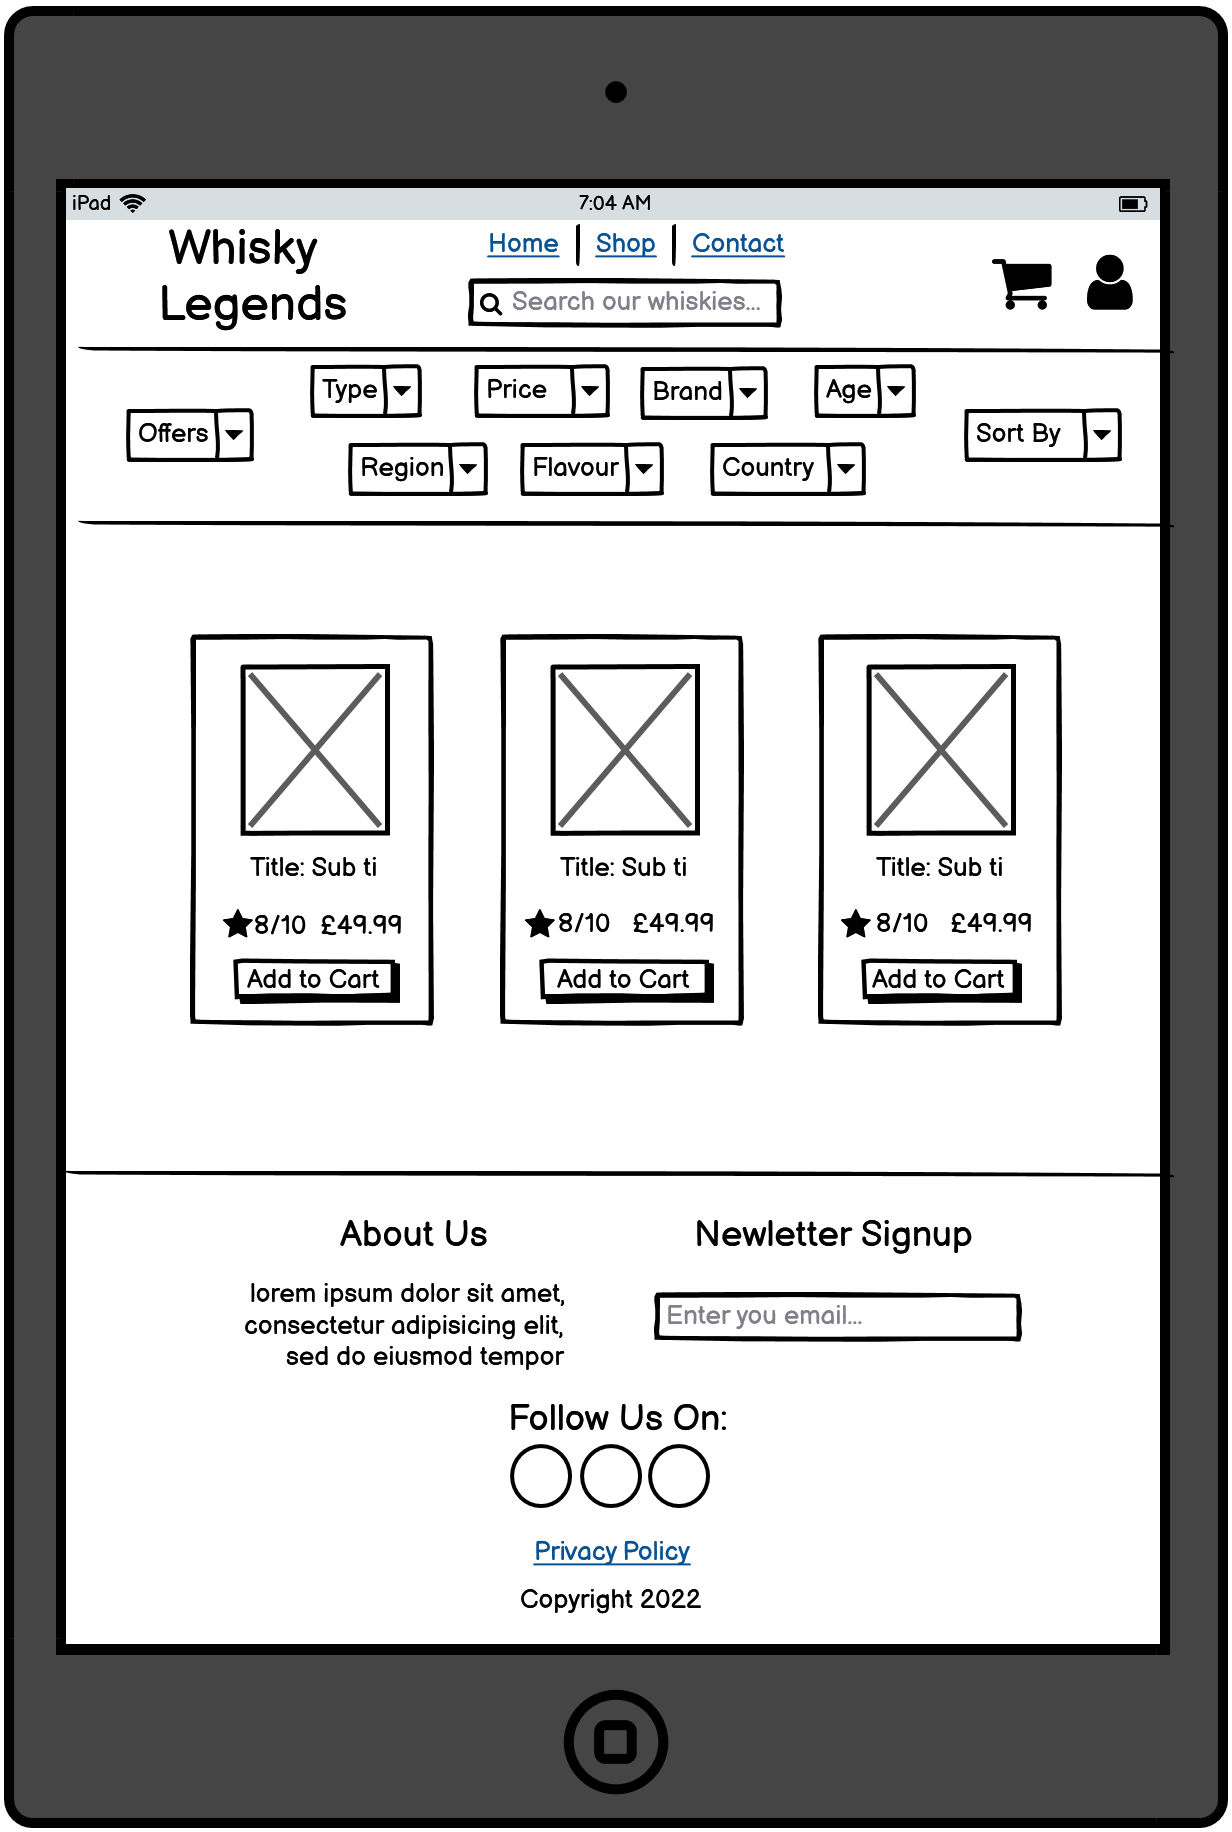 iPad 7:04 AM
Whisky
Legends
Home Shop Contact
Search our whiskies...
Type Price Brand Age
Offers Sort By
Region Flavour Country
Title: Sub ti Title: Sub ti Title: Sub ti
8/10 £49.99 8/10 £49.99 8/10 £49.99
Add to Cart Add to Cart Add to Cart
About Us
lorem ipsum dolor sit amet,
consectetur adipisicing elit,
sed do eiusmod tempor
Newletter Signup
Enter you email...
Follow Us On:
Privacy Policy
Copyright 2022